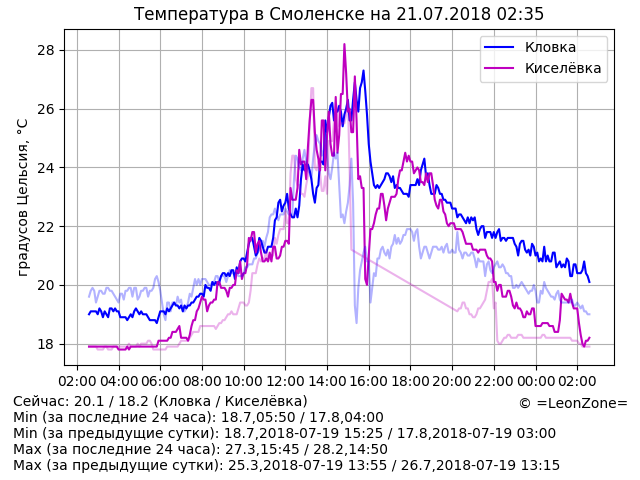 Температура в Смоленске на 21.07.2018 02:35
Кловка
Киселёвка
градусов Цельсия, °C
28
26
24
22
20
18
02:00 04:00 06:00 08:00 10:00 12:00 14:00 16:00 18:00 20:00 22:00 00:00 02:00
Сейчас: 20.1 / 18.2 (Кловка / Киселёвка)
© =LeonZone=
Min (за последние 24 часа): 18.7,05:50 / 17.8,04:00
Min (за предыдущие сутки): 18.7,2018-07-19 15:25 / 17.8,2018-07-19 03:00
Max (за последние 24 часа): 27.3,15:45 / 28.2,14:50
Max (за предыдущие сутки): 25.3,2018-07-19 13:55 / 26.7,2018-07-19 13:15